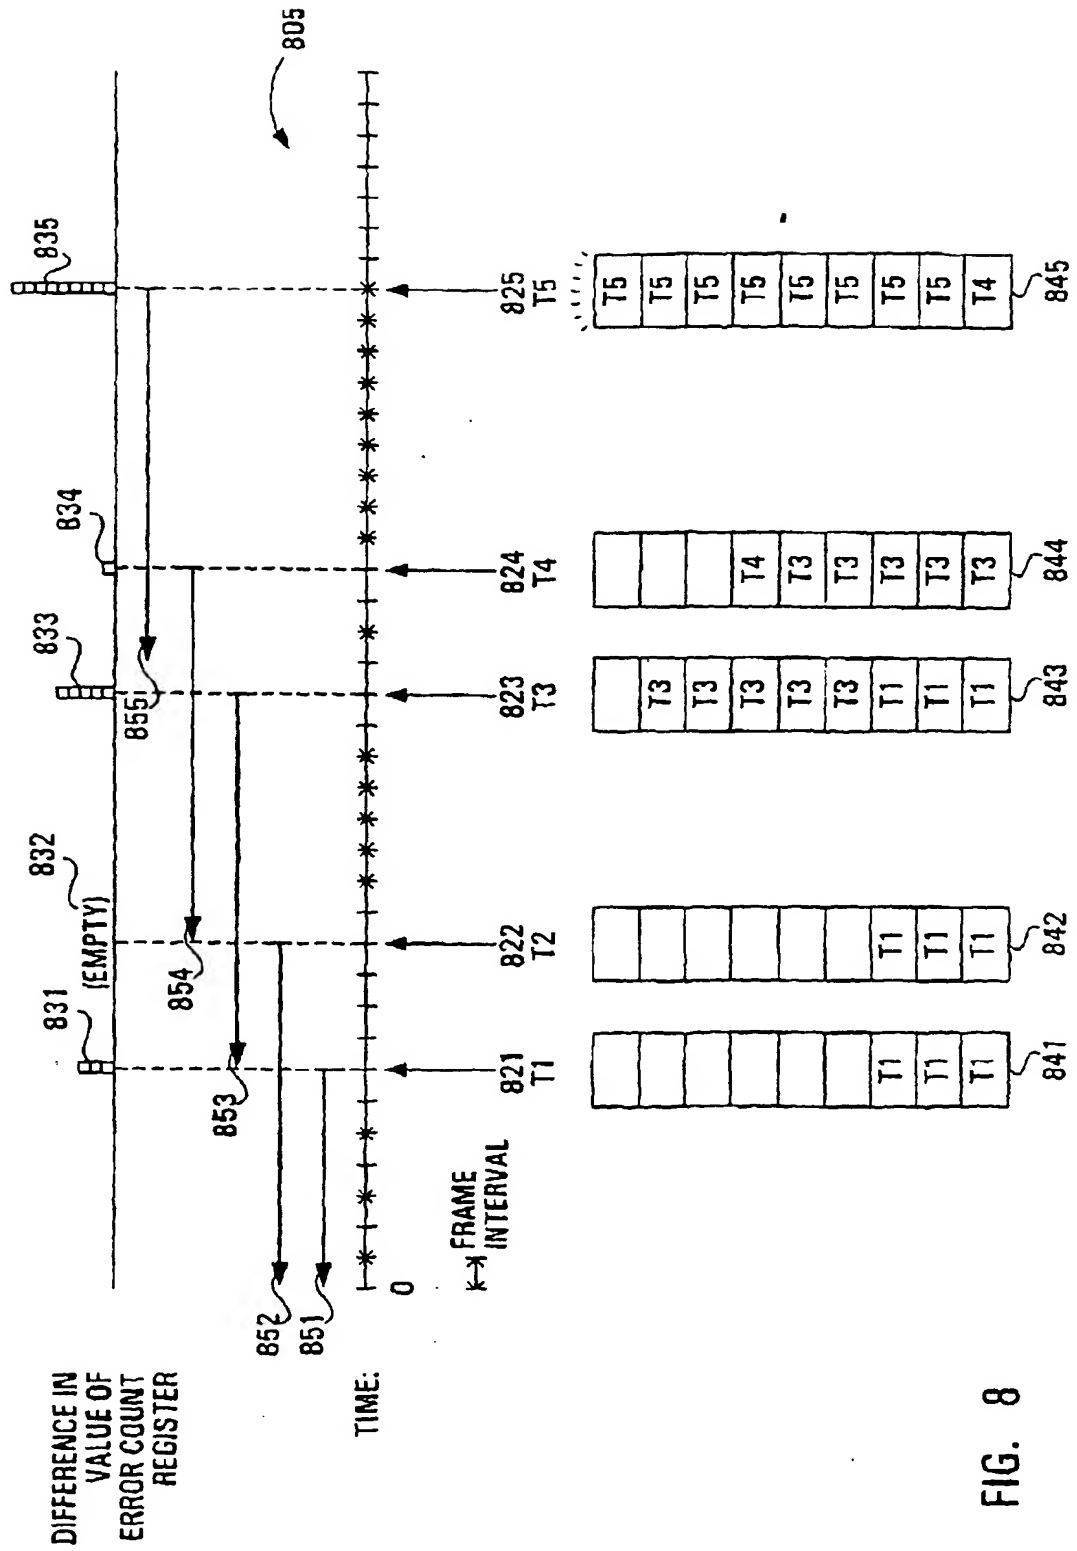 DIFFERENCE IN
VALUE OF
ERROR COUNT
REGISTER
831
832
(EMPTY)
833
834
835
855
854
853
852
851
805
TIME:
0
FRAME
INTERVAL
821
T1
822
T2
823
T3
824
T4
825
T5
T1
T1
T1
841
T1
T1
T1
842
T3
T3
T3
T3
T3
T1
T1
T1
843
T4
T3
T3
T3
T3
T3
844
T5
T5
T5
T5
T5
T5
T5
T5
T4
845
FIG. 8